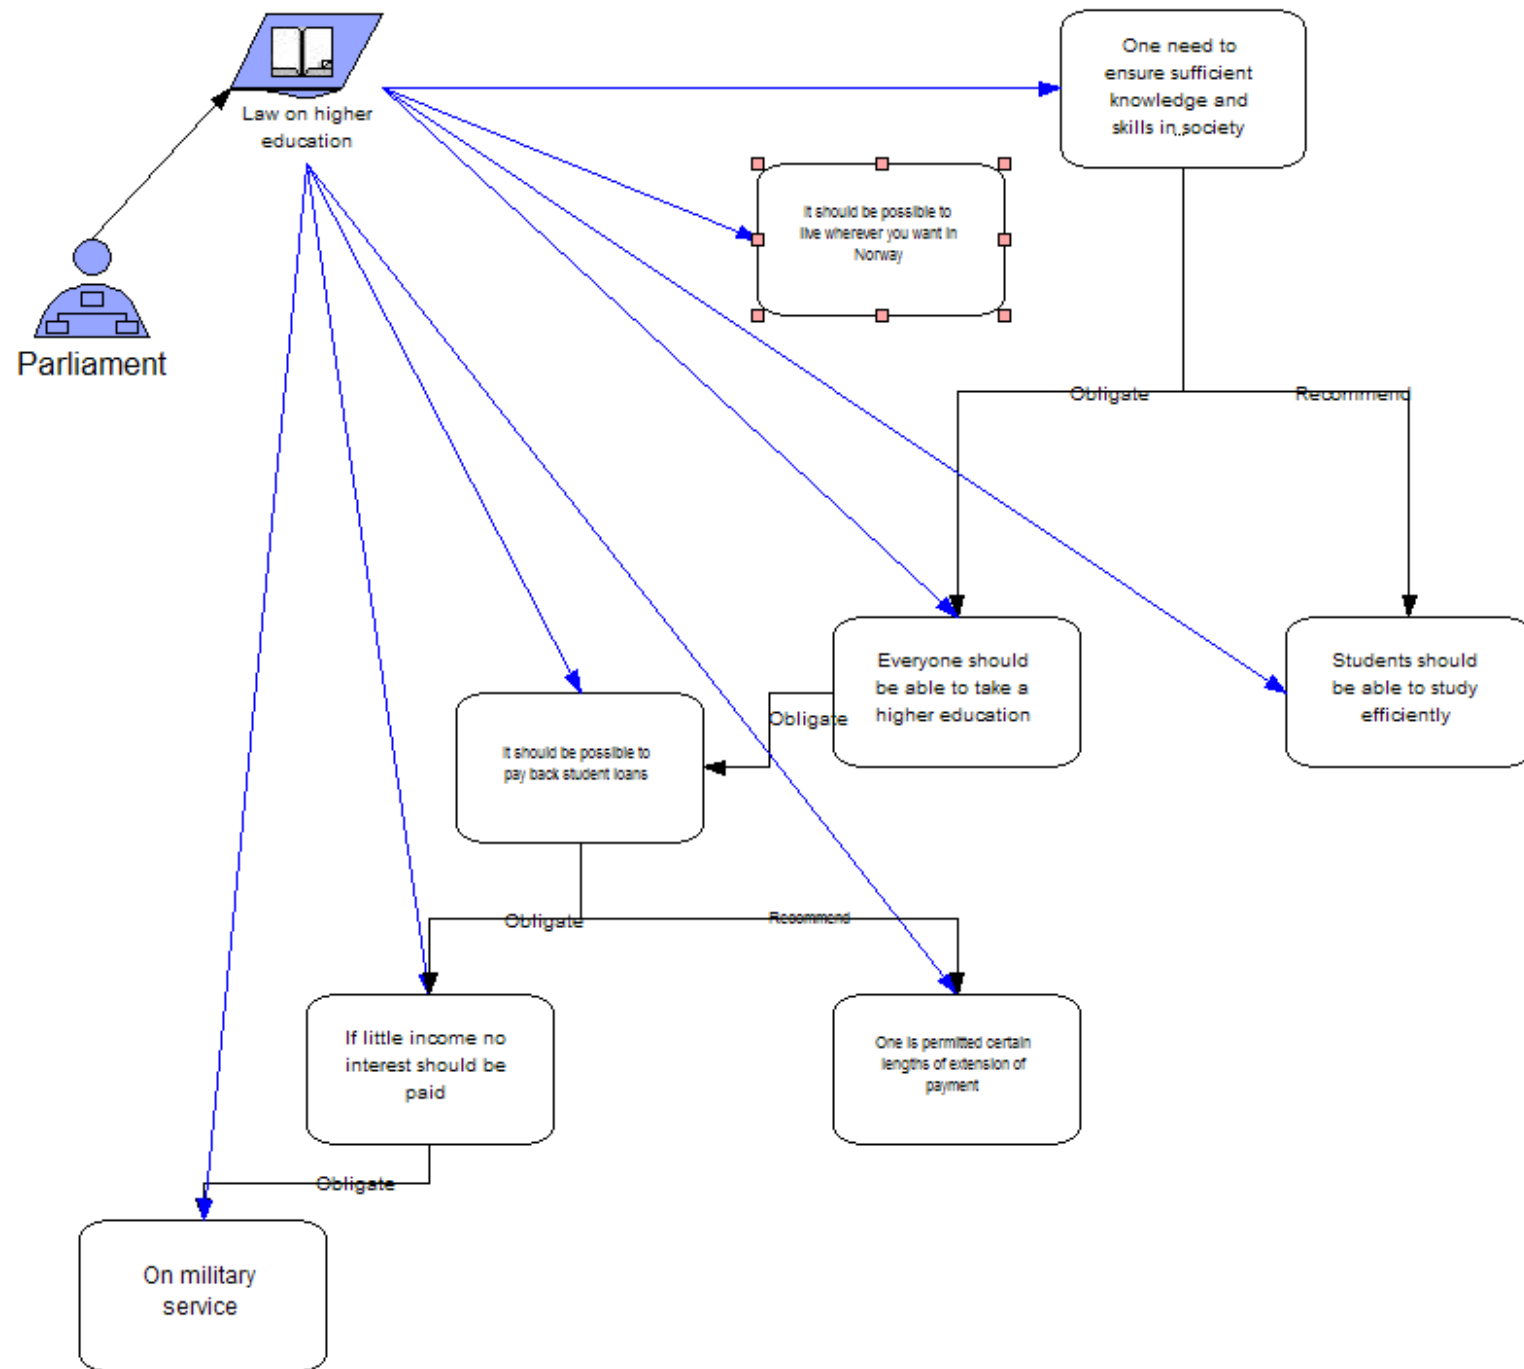 One need to
ensure sufficient
knowledge and
skills in society
Law on higher
education
It should be possible to
live wherever you want in
Norway
Parliament
Obligate
Recommend
Everyone should
be able to take a
higher education
Students should
be able to study
efficiently
Obligate
It should be possible to
pay back student loans
Obligate
Recommend
If little income no
interest should be
paid
One is permitted certain
lengths of extension of
payment
Obligate
On military
service